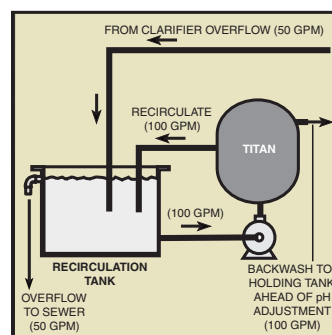 FROM CLARIFIER OVERFLOW (50 GPM)
RECIRCULATE
(100 GPM)
TITAN
(100 GPM)
RECIRCULATION
TANK
OVERFLOW
TO SEWER
(50 GPM)
BACKWASH TO
HOLDING TANK
AHEAD OF pH
ADJUSTMENT
(100 GPM)